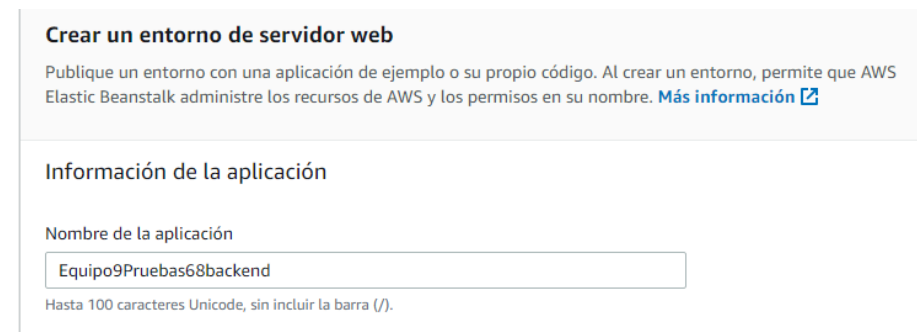 Crear un entorno de servidor web
Publique un entorno con una aplicación de ejemplo o su propio código. Al crear un entorno, permite que AWS
Elastic Beanstalk administre los recursos de AWS y los permisos en su nombre. Más información
Información de la aplicación
Nombre de la aplicación
Equipo9Pruebas68backend
Hasta 100 caracteres Unicode, sin incluir la barra (/).